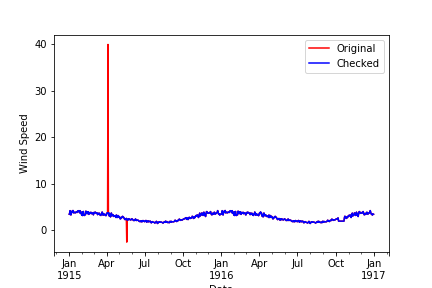 40
30
20
10
0
Wind Speed
Original
Checked
Jan Apr Jul Oct Jan Apr Jul Oct Jan
1915 1916 1917
Date